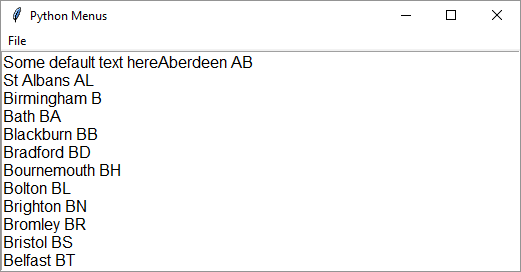 Python Menus
File
Some default text hereAberdeen AB
St Albans AL
Birmingham B
Bath BA
Blackburn BB
Bradford BD
Bournemouth BH
Bolton BL
Brighton BN
Bromley BR
Bristol BS
Belfast BT